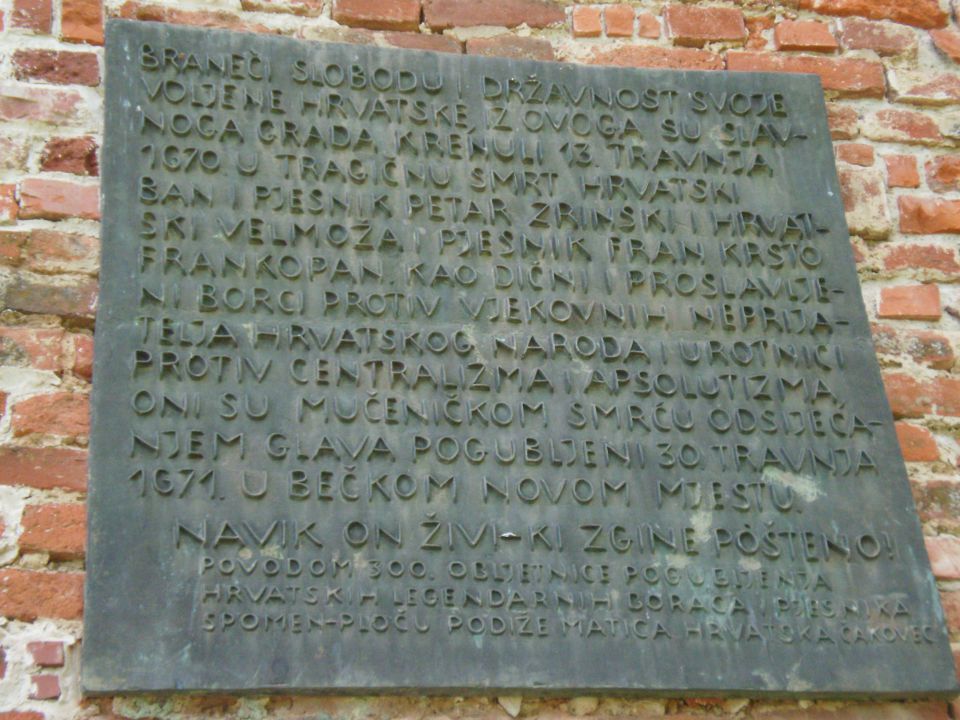 BRANEČI SLOBODU I DRŽAVNOST SVOJE
VOLJENE HRVATSKE, IZ OVOGA SU SLAV-
NOGA GRADA KRENULI 13. TRAVNJA
1670. U TRAGIČNU SMRT HRVATSKI
BAN I PJESNIK PETAR ZRINSKI I HRVAT-
SKI VELMOŽA I PJESNIK FRAN KRSTO
FRANKOPAN. KAO DIČNI I PROSLAVLJE-
NI BORCI PROTIV VJEKOVNIH NEPRIJA-
TELJA HRVATSKOG NARODA I UROTNICI
PROTIV CENTRALIZMA I APSOLUTIZMA,
ONI SU MUČENIČKOM SMRĆU ODSIJECA-
NJEM GLAVA POGUBLJENI 30. TRAVNJA
1671. U BEČKOM NOVOM MJESTU.
NAVIK ON ŽIVI KI ZGINE POŠTENO!
POVODOM 300. OBLJETNICE POGUBLJENJA
HRVATSKIH LEGENDARNIH BORACA I PJESNIKA
SPOMEN-PLOČU PODIŽE MATICA HRVATSKA ČAKOVEC